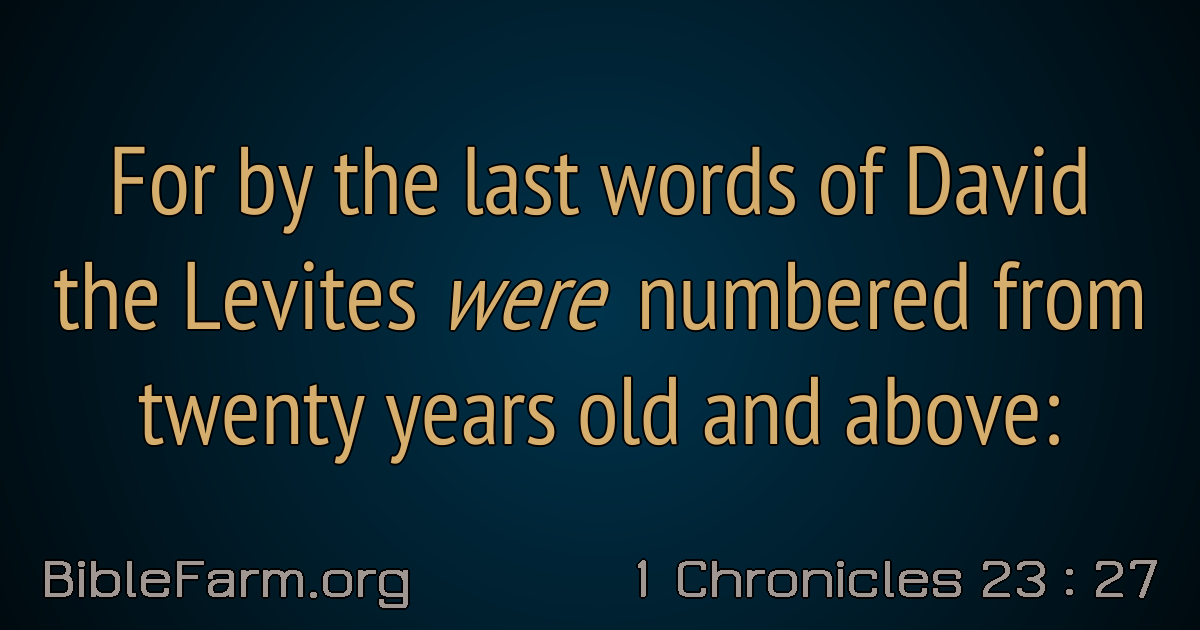 For by the last words of David
the Levites were numbered from
twenty years old and above:
BibleFarm.org
1 Chronicles 23 : 27